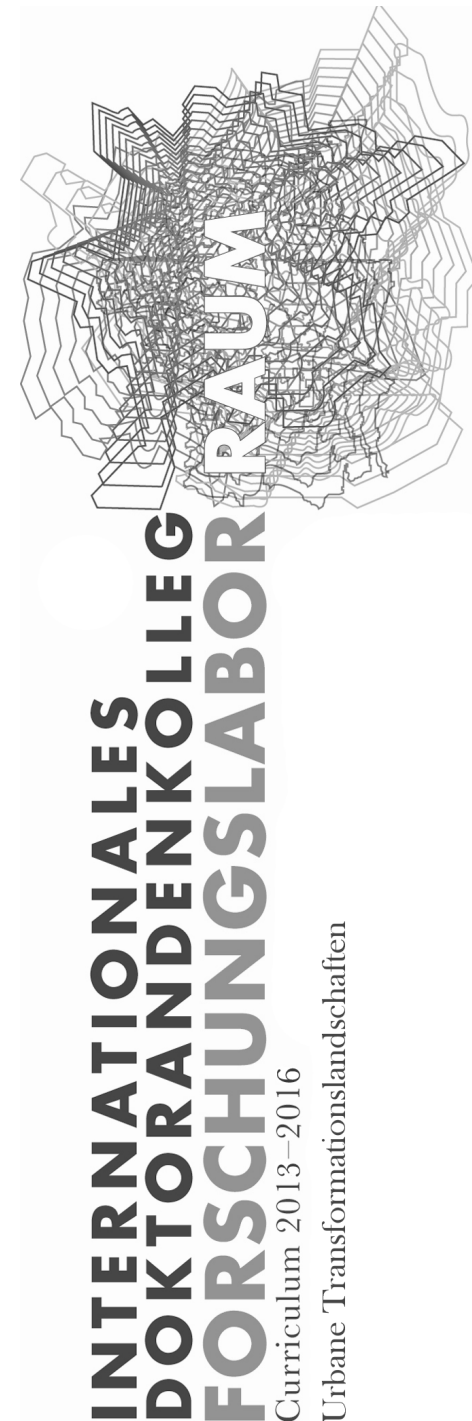 INTERNATIONALES
DOKTORANDENKOLLEG
FORSCHUNGSLABOR RAUM
Curriculum 2013–2016
Urbane Transformationslandschaften